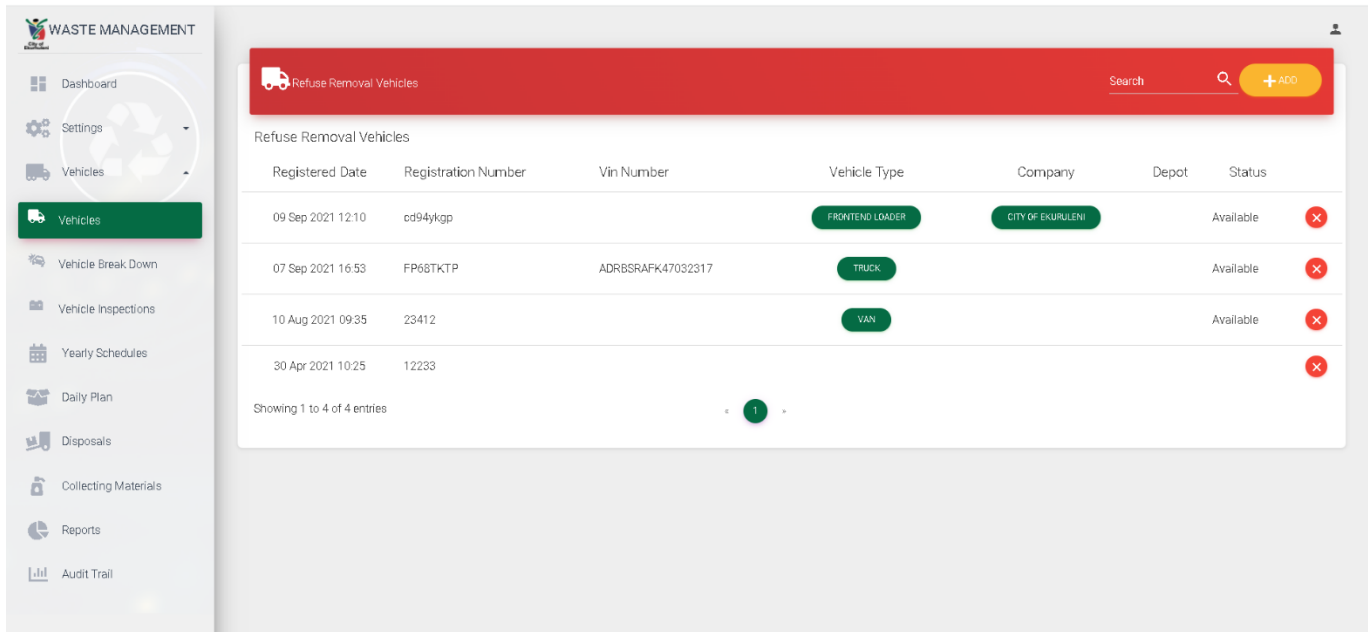 WASTE MANAGEMENT
City of
Ekurhuleni
Dashboard
Settings
Vehicles
Vehicles
Vehicle Break Down
Vehicle Inspections
Yearly Schedules
Daily Plan
Disposals
Collecting Materials
Reports
Audit Trail
Refuse Removal Vehicles
Search
ADD
Refuse Removal Vehicles
Registered Date Registration Number Vin Number Vehicle Type Company Depot Status
09 Sep 2021 12:10 cd94ykgp FRONTEND LOADER CITY OF EKURULENI Available
07 Sep 2021 16:53 FP68TKTP ADRBSRAFK47032317 TRUCK Available
10 Aug 2021 09:35 23412 VAN Available
30 Apr 2021 10:25 12233
Showing 1 to 4 of 4 entries « 1 »